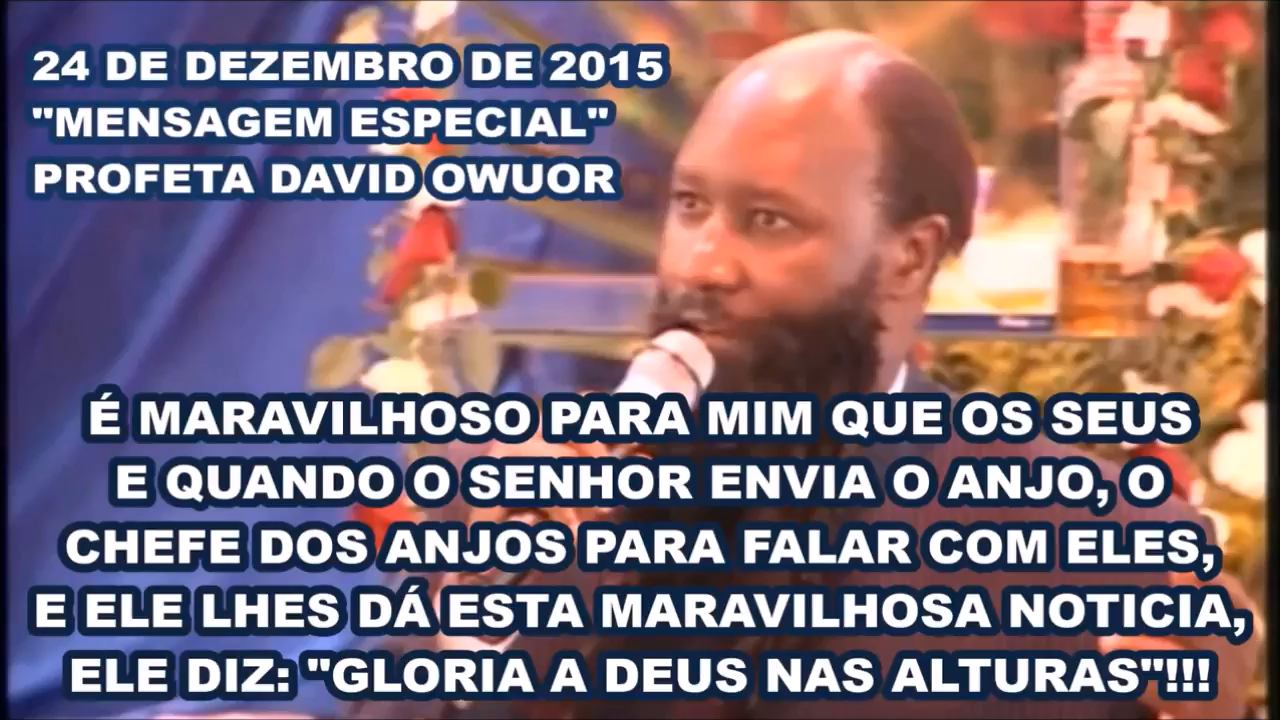 24 DE DEZEMBRO DE 2015
"MENSAGEM ESPECIAL"
PROFETA DAVID OWUOR
É MARAVILHOSO PARA MIM QUE OS SEUS
E QUANDO O SENHOR ENVIA O ANJO, O
CHEFE DOS ANJOS PARA FALAR COM ELES,
E ELE LHES DÁ ESTA MARAVILHOSA NOTICIA,
ELE DIZ: "GLORIA A DEUS NAS ALTURAS"!!!